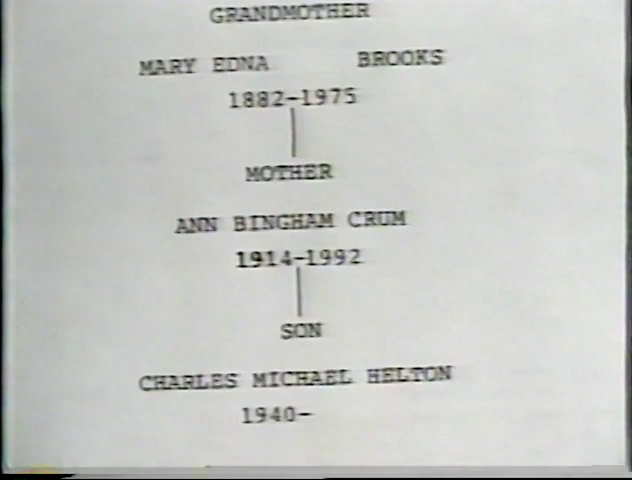 GRANDMOTHER
MARY EDNA BROOKS
1882-1975
MOTHER
ANN BINGHAM CRUM
1914-1992
SON
CHARLES MICHAEL HELTON
1940-